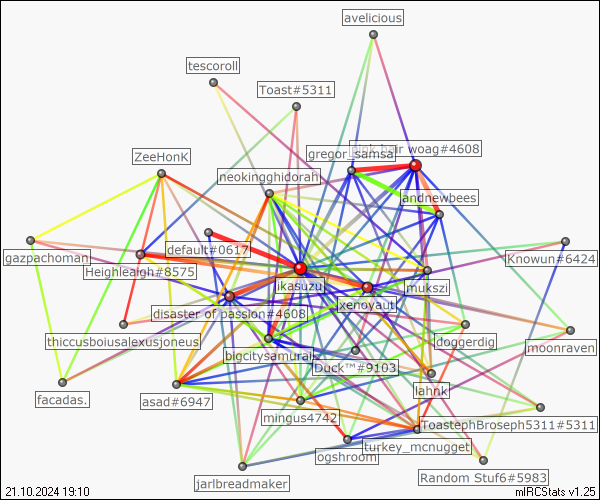 avelicious
tescoroll
Toast#5311
gregor_samsa
pink hair woag#4608
ZeeHonK
neokingghidorah
andnewbees
gazpachoman
default#0617
Heighleaigh#8575
Knowun#6424
likasuzu
mukszi
xenoyaut
disaster of passion#4608
thiccusboiusalexusjoneus
doggerdig
moonraven
bigcitysamurai
Duck™#9103
facadas.
asad#6947
lahnk
mingus4742
ToastephBroseph5311#5311
turkey_mcnugget
ogshroom
jarlbreadmaker
Random Stuf6#5983
21.10.2024 19:10
mIRCStats v1.25